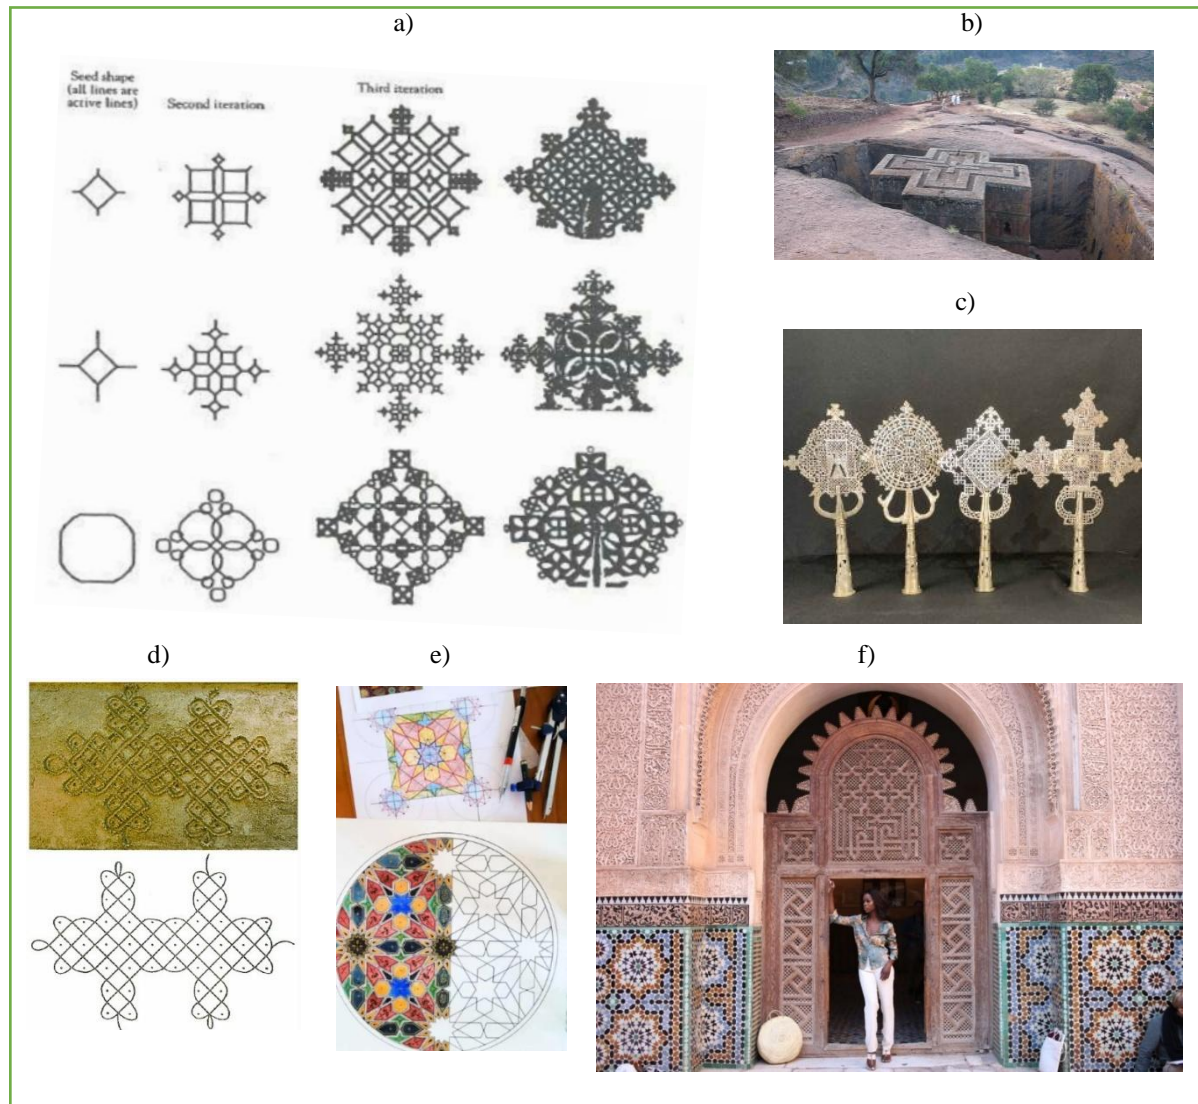 a)
b)
Seed shape
(all lines are
active lines)
Second iteration
Third iteration
c)
d)
e)
f)